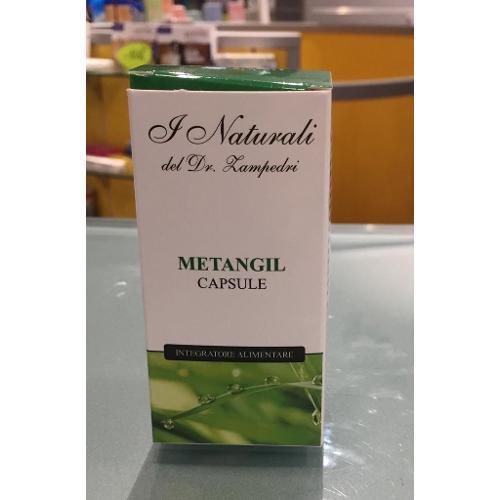 I Naturali
del Dr. Zampedri
METANGIL
CAPSULE
INTEGRATORE ALIMENTARE